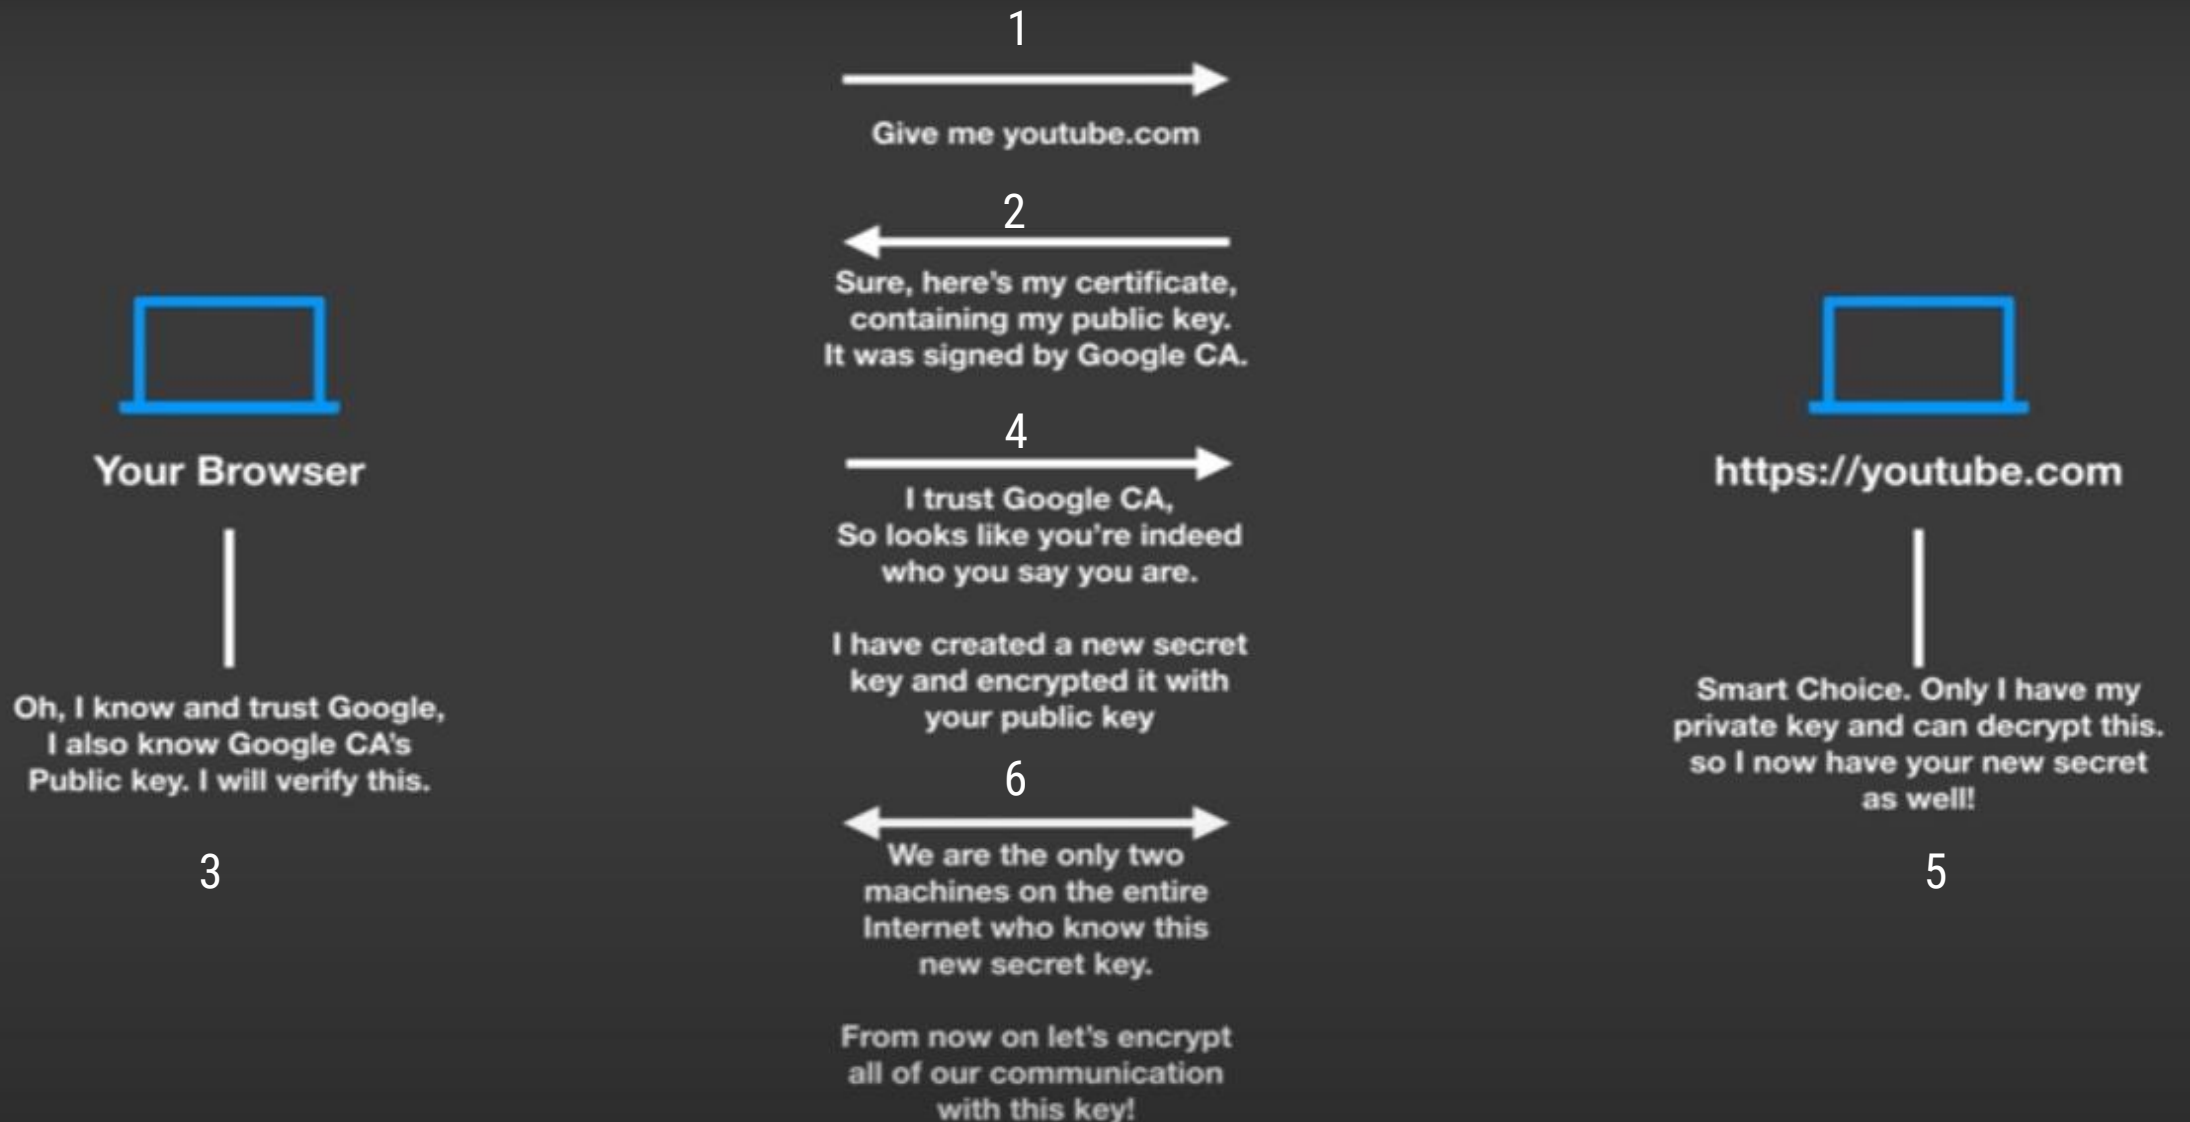 1
Give me youtube.com
2
Sure, here's my certificate,
containing my public key.
It was signed by Google CA.
4
I trust Google CA,
So looks like you're indeed
who you say you are.
I have created a new secret
key and encrypted it with
your public key
6
We are the only two
machines on the entire
Internet who know this
new secret key.
From now on let's encrypt
all of our communication
with this key!
Your Browser
Oh, I know and trust Google,
I also know Google CA's
Public key. I will verify this.
3
https://youtube.com
Smart Choice. Only I have my
private key and can decrypt this.
so I now have your new secret
as well!
5